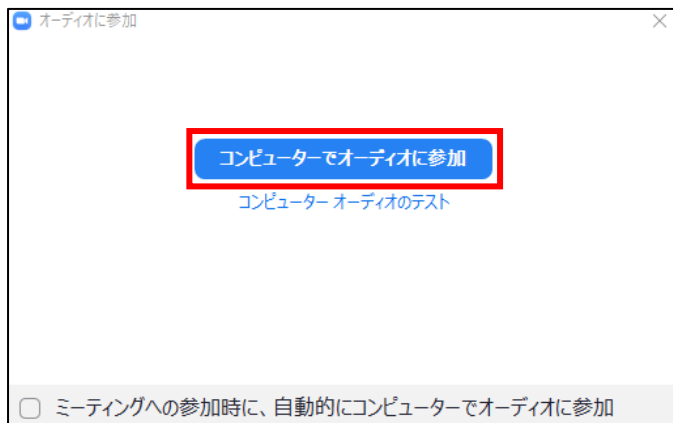 オーディオに参加
コンピューターでオーディオに参加
コンピューター オーディオのテスト
ミーティングへの参加時に、自動的にコンピューターでオーディオに参加